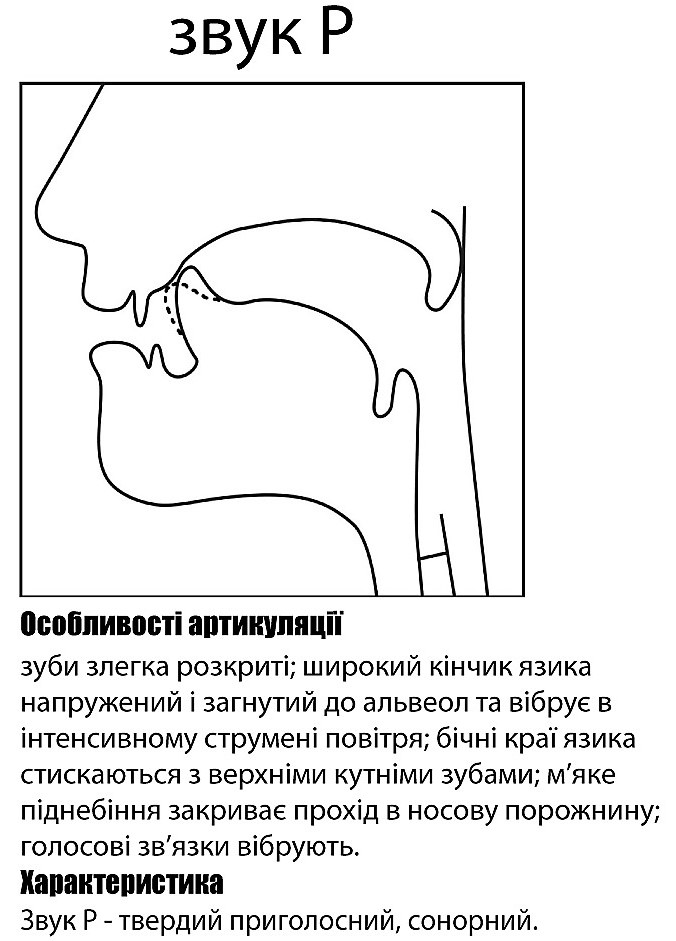 звук Р
Особливості артикуляції
зуби злегка розкриті; широкий кінчик язика
напружений і загнутий до альвеол та вібрує в
інтенсивному струмені повітря; бічні краї язика
стискаються з верхніми кутніми зубами; м’яке
піднебіння закриває прохід в носову порожнину;
голосові зв’язки вібрують.
Характеристика
Звук Р - твердий приголосний, сонорний.